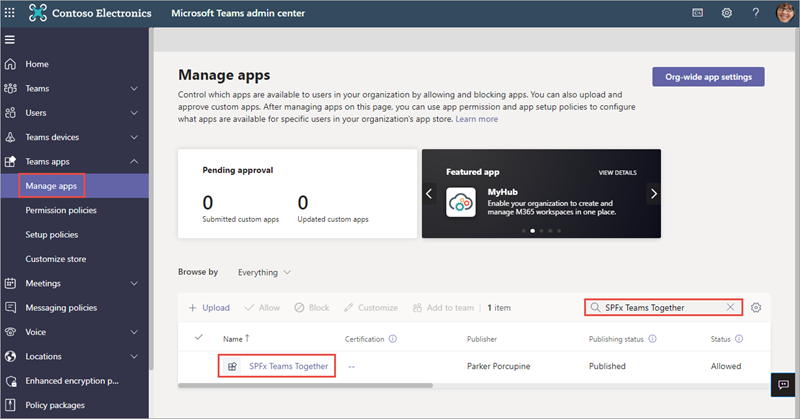 Contoso Electronics
Microsoft Teams admin center
?
Home
Teams
Users
Teams devices
Teams apps
Manage apps
Permission policies
Setup policies
Customize store
Meetings
Messaging policies
Voice
Locations
Enhanced encryption p...
Policy packages
Manage apps
Org-wide app settings
Control which apps are available to users in your organization by allowing and blocking apps. You can also upload and
approve custom apps. After managing apps on this page, you can use app permission and app setup policies to configure
what apps are available for specific users in your organization's app store. Learn more
Pending approval
0
Submitted custom apps
0
Updated custom apps
Featured app
VIEW DETAILS
MyHub
Enable your organization to create and
manage M365 workspaces in one place.
Browse by Everything
Upload Allow Block Customize Add to team 1 item
SPFx Teams Together
Name Certification Publisher Publishing status Status
SPFx Teams Together -- Parker Porcupine Published Allowed